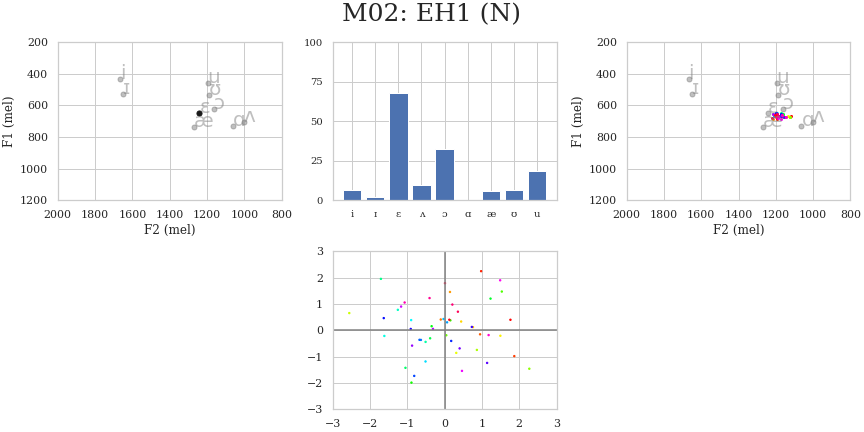 M02: EH1 (N)
200
400
600
800
1000
1200
F1 (mel)
i
ɪ
u
ʊ
ɛ
ɔ
æ
ɑ
ʌ
2000 1800 1600 1400 1200 1000 800
F2 (mel)
100
75
50
25
0
i ɪ ɛ ʌ ɔ ɑ æ ʊ u
200
400
600
800
1000
1200
F1 (mel)
i
ɪ
u
ʊ
ɛ
ɔ
æ
ɑ
ʌ
2000 1800 1600 1400 1200 1000 800
F2 (mel)
3
2
1
0
−1
−2
−3
−3 −2 −1 0 1 2 3